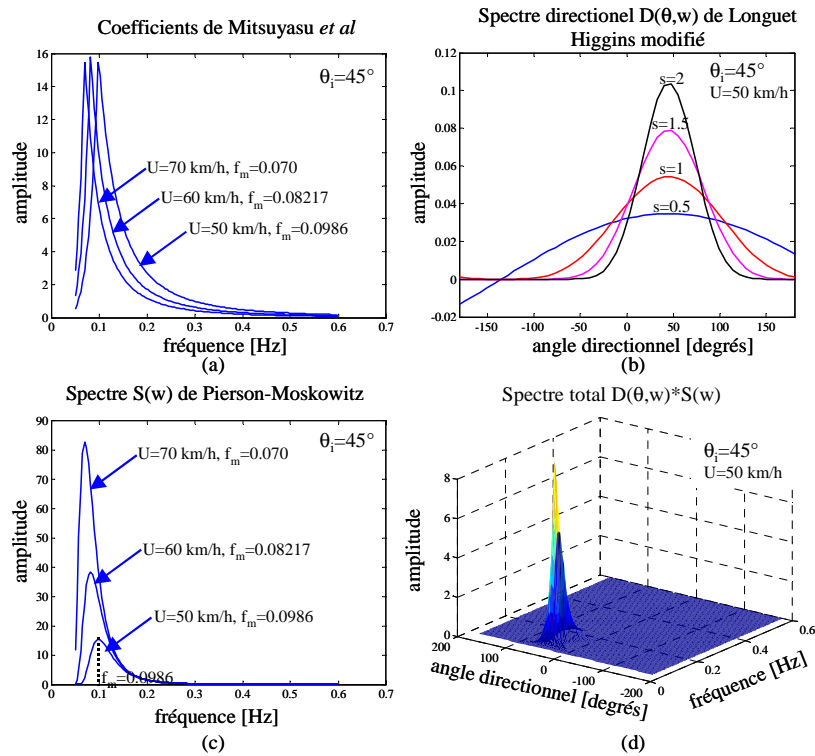 Coefficients de Mitsuyasu et al
16
14
12
10
8
6
4
2
0
amplitude
θi=45°
U=70 km/h, fm=0.070
U=60 km/h, fm=0.08217
U=50 km/h, fm=0.0986
0 0.1 0.2 0.3 0.4 0.5 0.6 0.7
fréquence [Hz]
(a)
Spectre directionel D(θ,w) de Longuet
Higgins modifié
0.12
0.1
0.08
0.06
0.04
0.02
0
-0.02
amplitude
θi=45°
U=50 km/h
s=2
s=1.5
s=1
s=0.5
-150 -100 -50 0 50 100 150
angle directionnel [degrés]
(b)
Spectre S(w) de Pierson-Moskowitz
90
80
70
60
50
40
30
20
10
0
amplitude
θi=45°
U=70 km/h, fm=0.070
U=60 km/h, fm=0.08217
U=50 km/h, fm=0.0986
fm=0.0986
0 0.1 0.2 0.3 0.4 0.5 0.6 0.7
fréquence [Hz]
(c)
Spectre total D(θ,w)*S(w)
θi=45°
U=50 km/h
8
6
4
2
0
amplitude
200 100 0 -100 -200
angle directionnel [degrés]
0 0.2 0.4 0.6
fréquence [Hz]
(d)